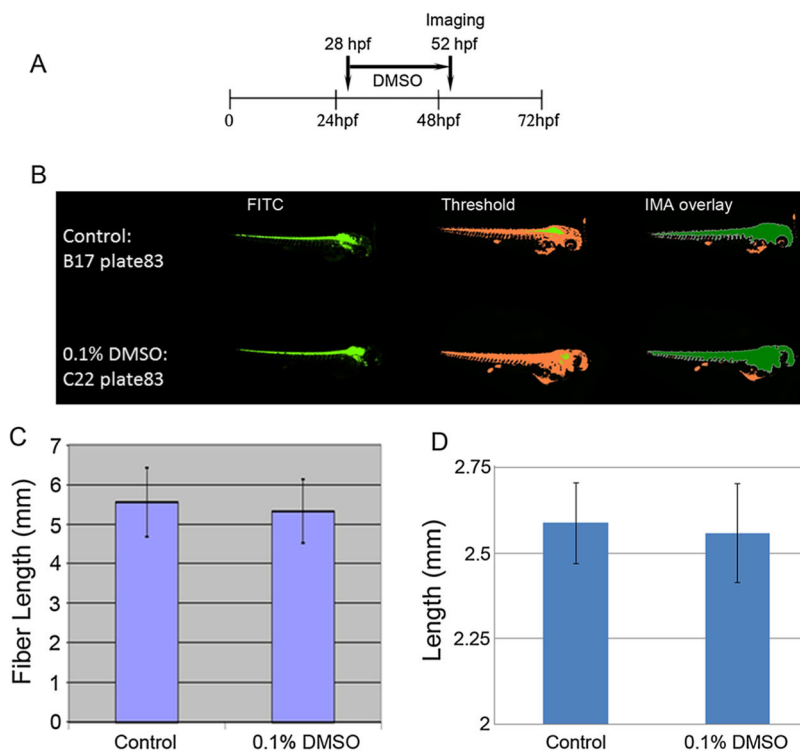 A
Imaging
28 hpf
52 hpf
DMSO
0
24hpf
48hpf
72hpf
B
FITC
Threshold
IMA overlay
Control:
B17 plate83
0.1% DMSO:
C22 plate83
C
Fiber Length (mm)
7
6
5
4
3
2
1
0
Control
0.1% DMSO
D
Length (mm)
2.75
2.5
2.25
2
Control
0.1% DMSO